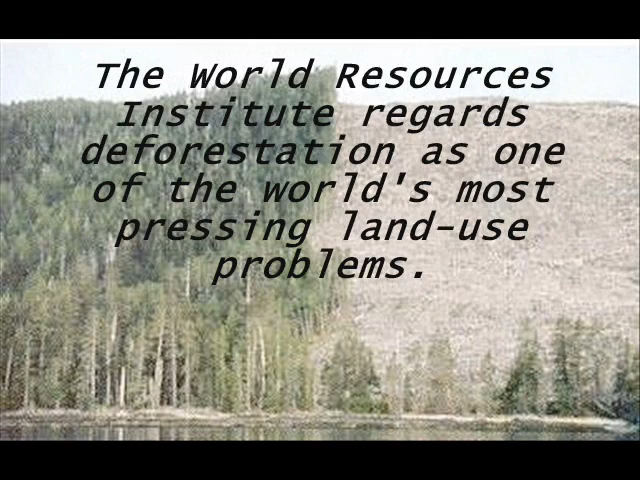 The World Resources
Institute regards
deforestation as one
of the world's most
pressing land-use
problems.